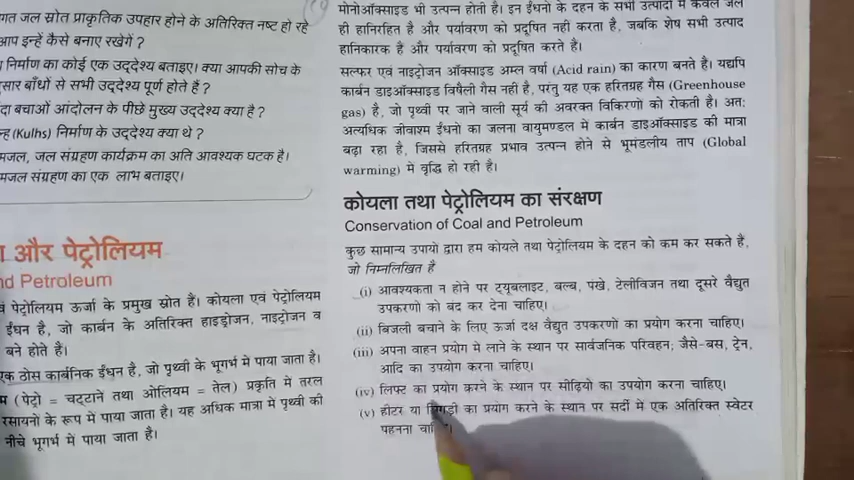 गत जल स्रोत प्राकृतिक उपहार होने के अतिरिक्त नष्ट हो रहे
आप इन्हें कैसे बनाए रखेगें ?
निर्माण का कोई एक उद्देश्य बताइए। क्या आपकी सोच के
सार बाँधों से सभी उद्देश्य पूर्ण होते हैं ?
दा बचाओं आंदोलन के पीछे मुख्य उद्देश्य क्या है ?
न्ह (Kulhs) निर्माण के उद्देश्य क्या थे ?
मजल, जल संग्रहण कार्यक्रम का अति आवश्यक घटक है।
मजल संग्रहण का एक लाभ बताइए।
और पेट्रोलियम
nd Petroleum
पेट्रोलियम ऊर्जा के प्रमुख स्रोत हैं। कोयला एवं पेट्रोलियम
ईंधन है, जो कार्बन के अतिरिक्त हाइड्रोजन, नाइट्रोजन व
बने होते हैं।
एक ठोस कार्बनिक ईंधन है, जो पृथ्वी के भूगर्भ में पाया जाता है।
म (पेट्रो = चट्टाने तथा ओलियम = तेल) प्रकृति में तरल
रसायनों के रूप में पाया जाता है। यह अधिक मात्रा में पृथ्वी की
नीचे भूगर्भ में पाया जाता है।
मोनोऑक्साइड भी उत्पन्न होती है। इन ईंधनो के दहन के सभी उत्पादों में केवल जल
ही हानिरहित है और पर्यावरण को प्रदूषित नहीं करता है, जबकि शेष सभी उत्पाद
हानिकारक हैं और पर्यावरण को प्रदूषित करते हैं।
सल्फर एवं नाइट्रोजन ऑक्साइड अम्ल वर्षा (Acid rain) का कारण बनते हैं। यद्यपि
कार्बन डाइऑक्साइड विषैली गैस नहीं है, परंतु यह एक हरितग्रह गैस (Greenhouse
gas) है, जो पृथ्वी पर जाने वाली सूर्य की अवरक्त विकिरणो को रोकती है। अतः
अत्यधिक जीवाश्म ईंधनो का जलना वायुमण्डल में कार्बन डाइऑक्साइड की मात्रा
बढ़ा रहा है, जिससे हरितग्रह प्रभाव उत्पन्न होने से भूमंडलीय ताप (Global
warming) में वृद्धि हो रही है।
कोयला तथा पेट्रोलियम का संरक्षण
Conservation of Coal and Petroleum
कुछ सामान्य उपायो द्वारा हम कोयले तथा पेट्रोलियम के दहन को कम कर सकते है,
जो निम्नलिखित है
(i) आवश्यकता न होने पर ट्यूबलाइट, बल्ब, पंखे, टेलीविजन तथा दूसरे वैद्युत
उपकरणो को बंद कर देना चाहिए।
(ii) बिजली बचाने के लिए ऊर्जा दक्ष वैद्युत उपकरणों का प्रयोग करना चाहिए।
(iii) अपना वाहन प्रयोग में लाने के स्थान पर सार्वजनिक परिवहन; जैसे-बस, ट्रेन,
आदि का उपयोग करना चाहिए।
(iv) लिफ्ट का प्रयोग करने के स्थान पर सीढ़ियो का उपयोग करना चाहिए।
(v) हीटर या का प्रयोग करने के स्थान पर सर्दी में एक अतिरिक्त स्वेटर
पहनना